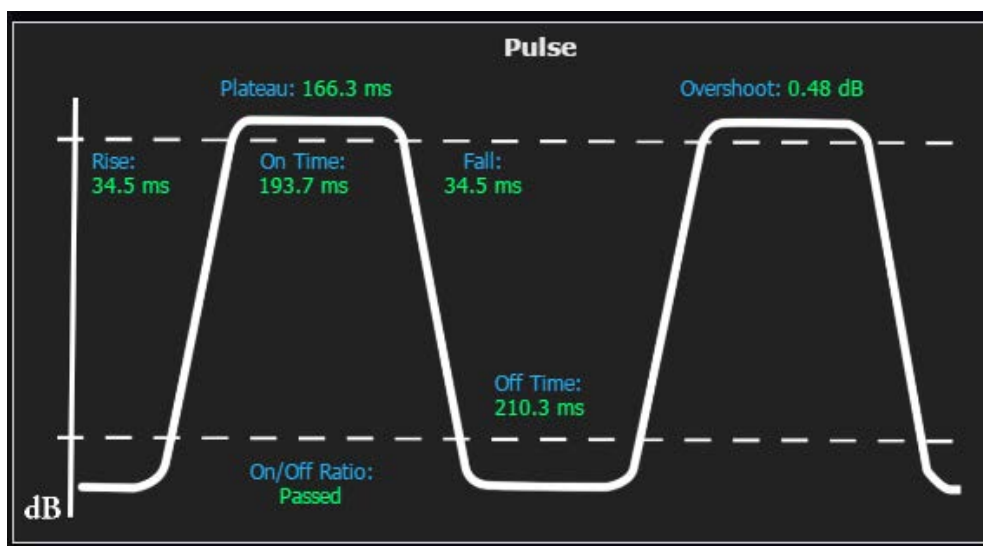 Pulse
Plateau: 166.3 ms
Overshoot: 0.48 dB
Rise:
34.5 ms
On Time:
193.7 ms
Fall:
34.5 ms
Off Time:
210.3 ms
On/Off Ratio:
Passed
dB